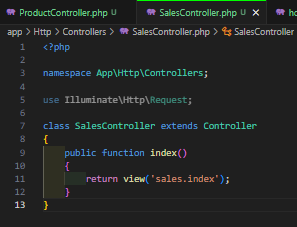 ProductController.php U
SalesController.php U
app > Http > Controllers > SalesController.php > SalesController
1 <?php
2
3 namespace App\Http\Controllers;
4
5 use Illuminate\Http\Request;
6
7 class SalesController extends Controller
8 {
9     public function index()
10     {
11         return view('sales.index');
12     }
13 }